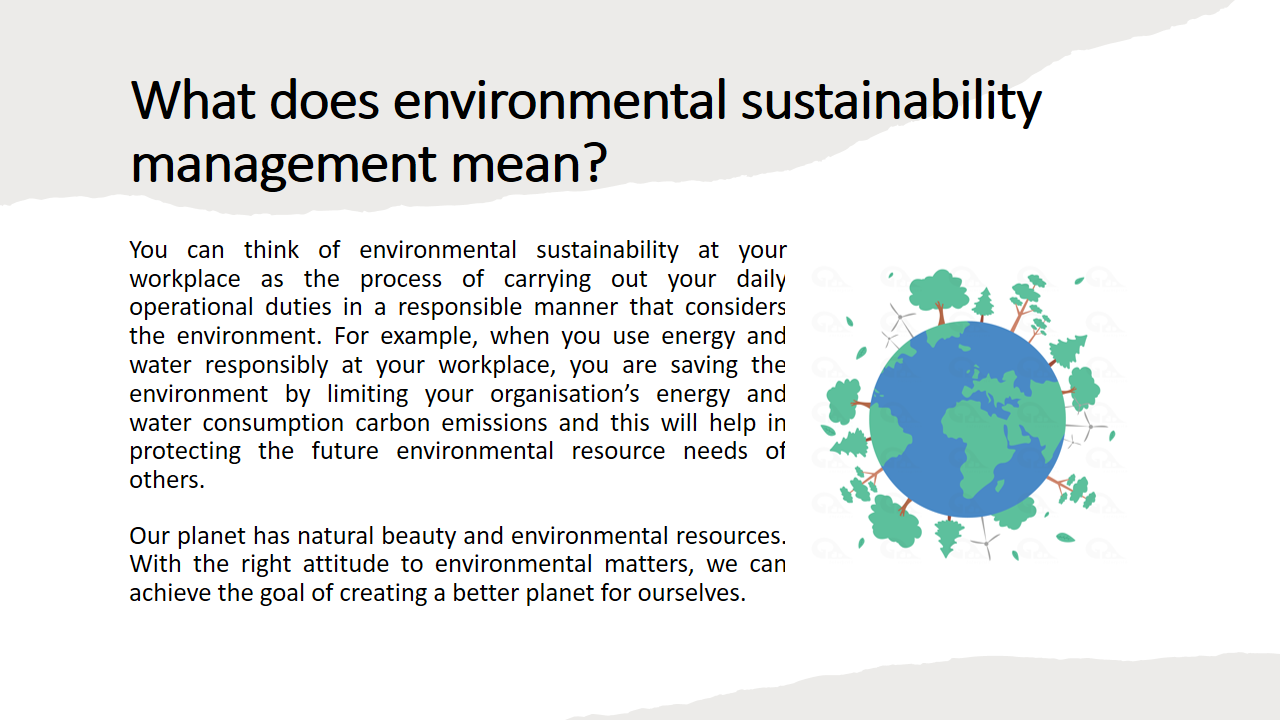 What does environmental sustainability
management mean?
You can think of environmental sustainability at your
workplace as the process of carrying out your daily
operational duties in a responsible manner that considers
the environment. For example, when you use energy and
water responsibly at your workplace, you are saving the
environment by limiting your organisation’s energy and
water consumption carbon emissions and this will help in
protecting the future environmental resource needs of
others.
Our planet has natural beauty and environmental resources.
With the right attitude to environmental matters, we can
achieve the goal of creating a better planet for ourselves.